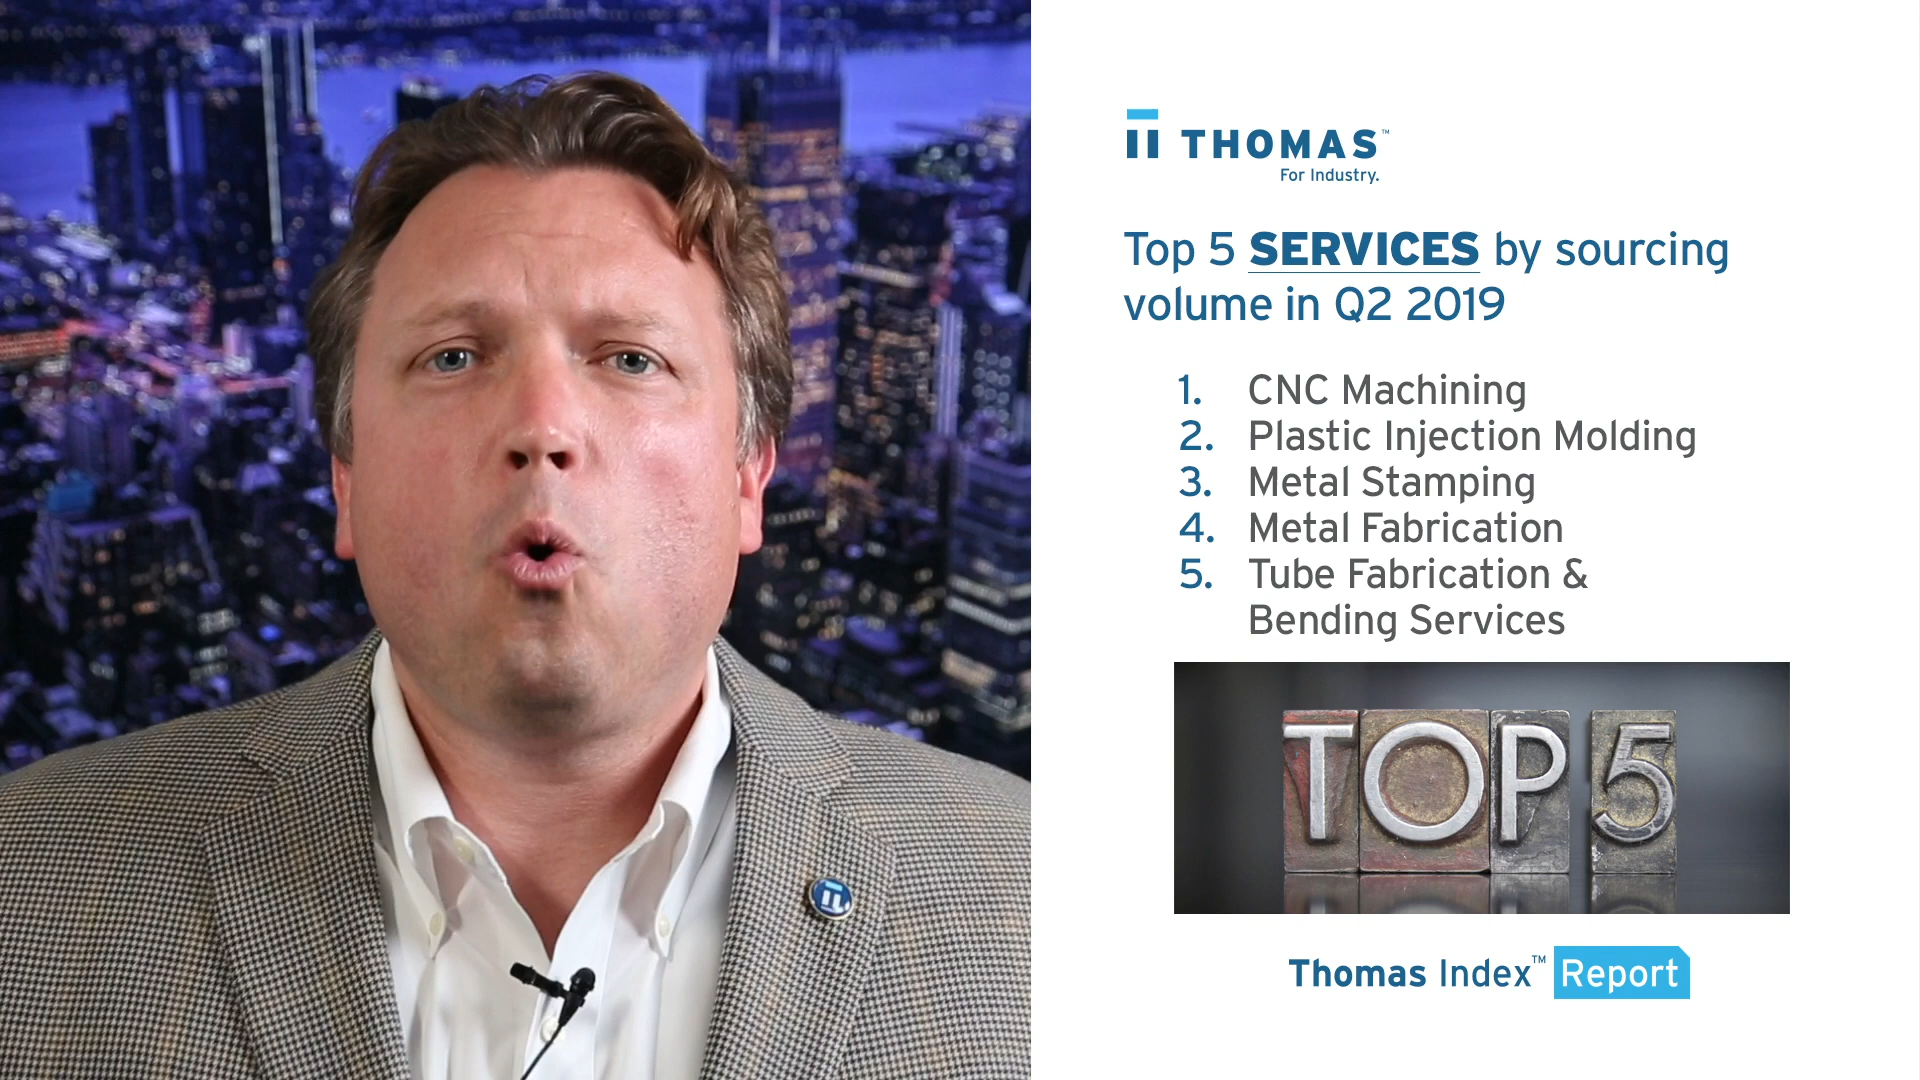 THOMAS™
For Industry.
Top 5 SERVICES by sourcing
volume in Q2 2019
1. CNC Machining
2. Plastic Injection Molding
3. Metal Stamping
4. Metal Fabrication
5. Tube Fabrication &
Bending Services
TOP 5
Thomas Index™ Report